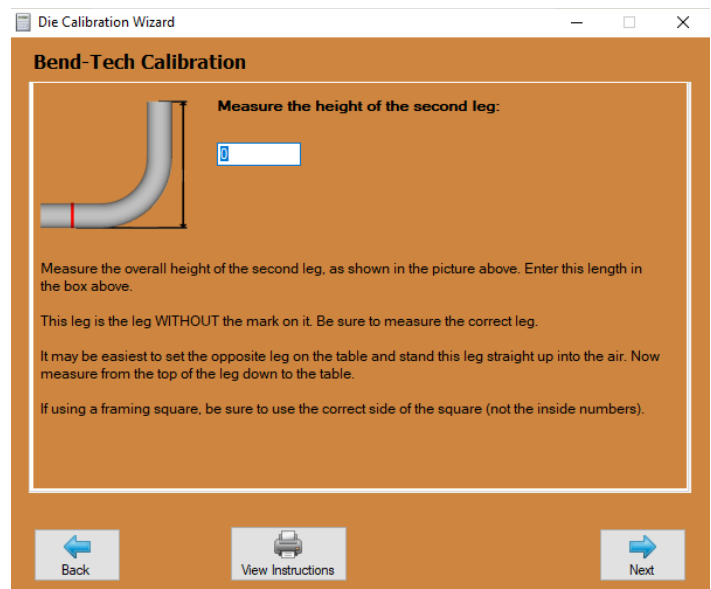 Die Calibration Wizard
Bend-Tech Calibration
Measure the height of the second leg:
0
Measure the overall height of the second leg, as shown in the picture above. Enter this length in
the box above.
This leg is the leg WITHOUT the mark on it. Be sure to measure the correct leg.
It may be easiest to set the opposite leg on the table and stand this leg straight up into the air. Now
measure from the top of the leg down to the table.
If using a framing square, be sure to use the correct side of the square (not the inside numbers).
Back
View Instructions
Next